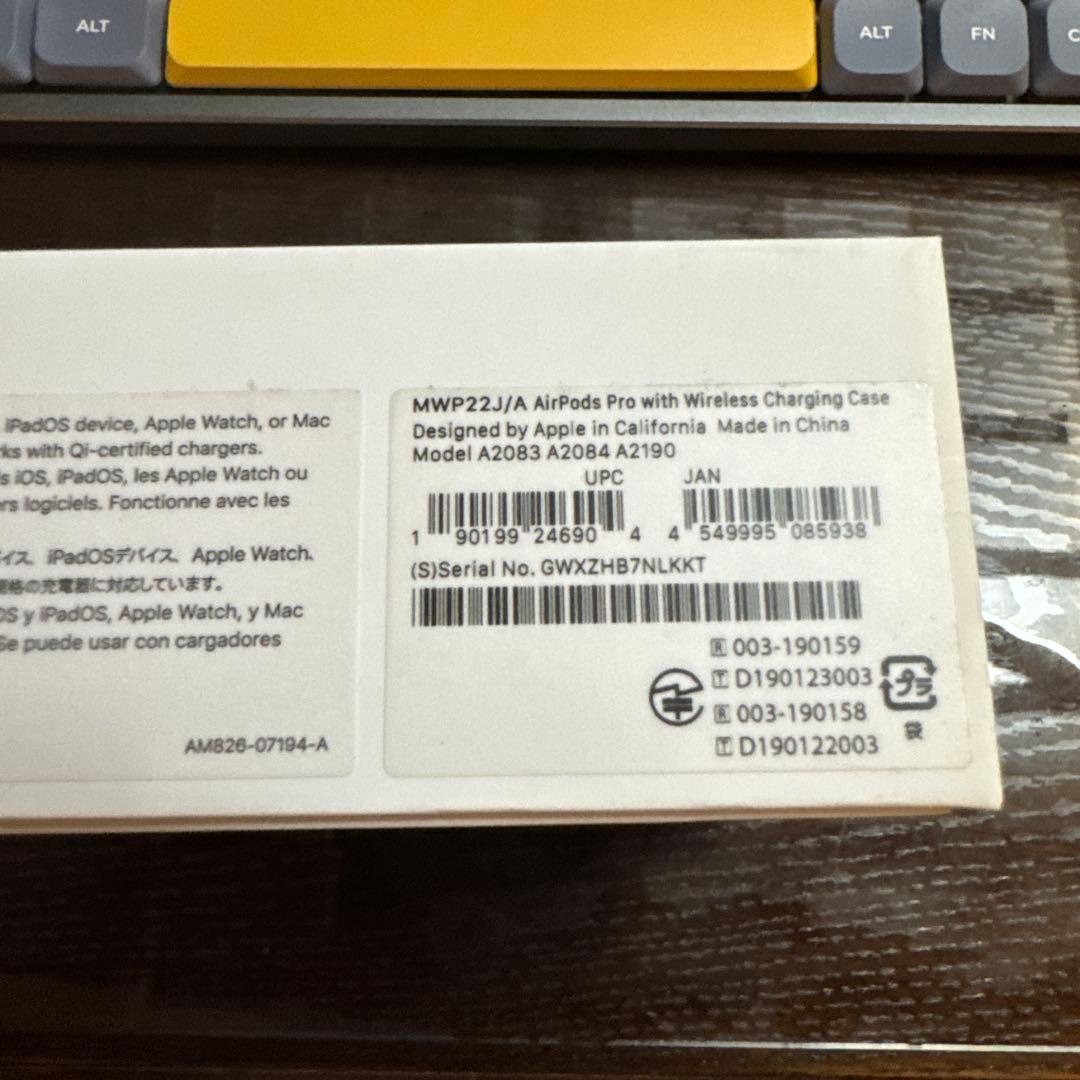 ALT
ALT
FN
C
iPadOS device, Apple Watch, or Mac
ks with Qi-certified chargers.
s iOS, iPadOS, les Apple Watch ou
rs logiciels. Fonctionne avec les
イス、iPadOSデバイス、Apple Watch、
規格の充電器に対応しています。
OS y iPadOS, Apple Watch, y Mac
Se puede usar con cargadores
AM826-07194-A
MWP22J/A AirPods Pro with Wireless Charging Case
Designed by Apple in California Made in China
Model A2083 A2084 A2190
UPC JAN
1 90199 24690 4 4 549995 085938
(S)Serial No. GWXZHB7NLKKT
R 003-190159
T D190123003
R 003-190158
T D190122003
プラ
袋